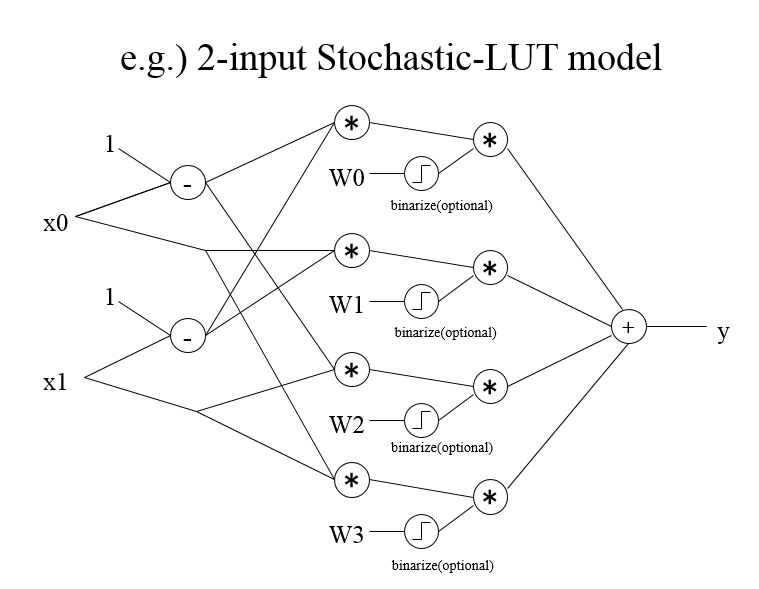 e.g.) 2-input Stochastic-LUT model
1
-
x0
1
-
x1
*
*
W0
binarize(optional)
*
*
W1
binarize(optional)
*
*
W2
binarize(optional)
*
*
W3
binarize(optional)
+
y